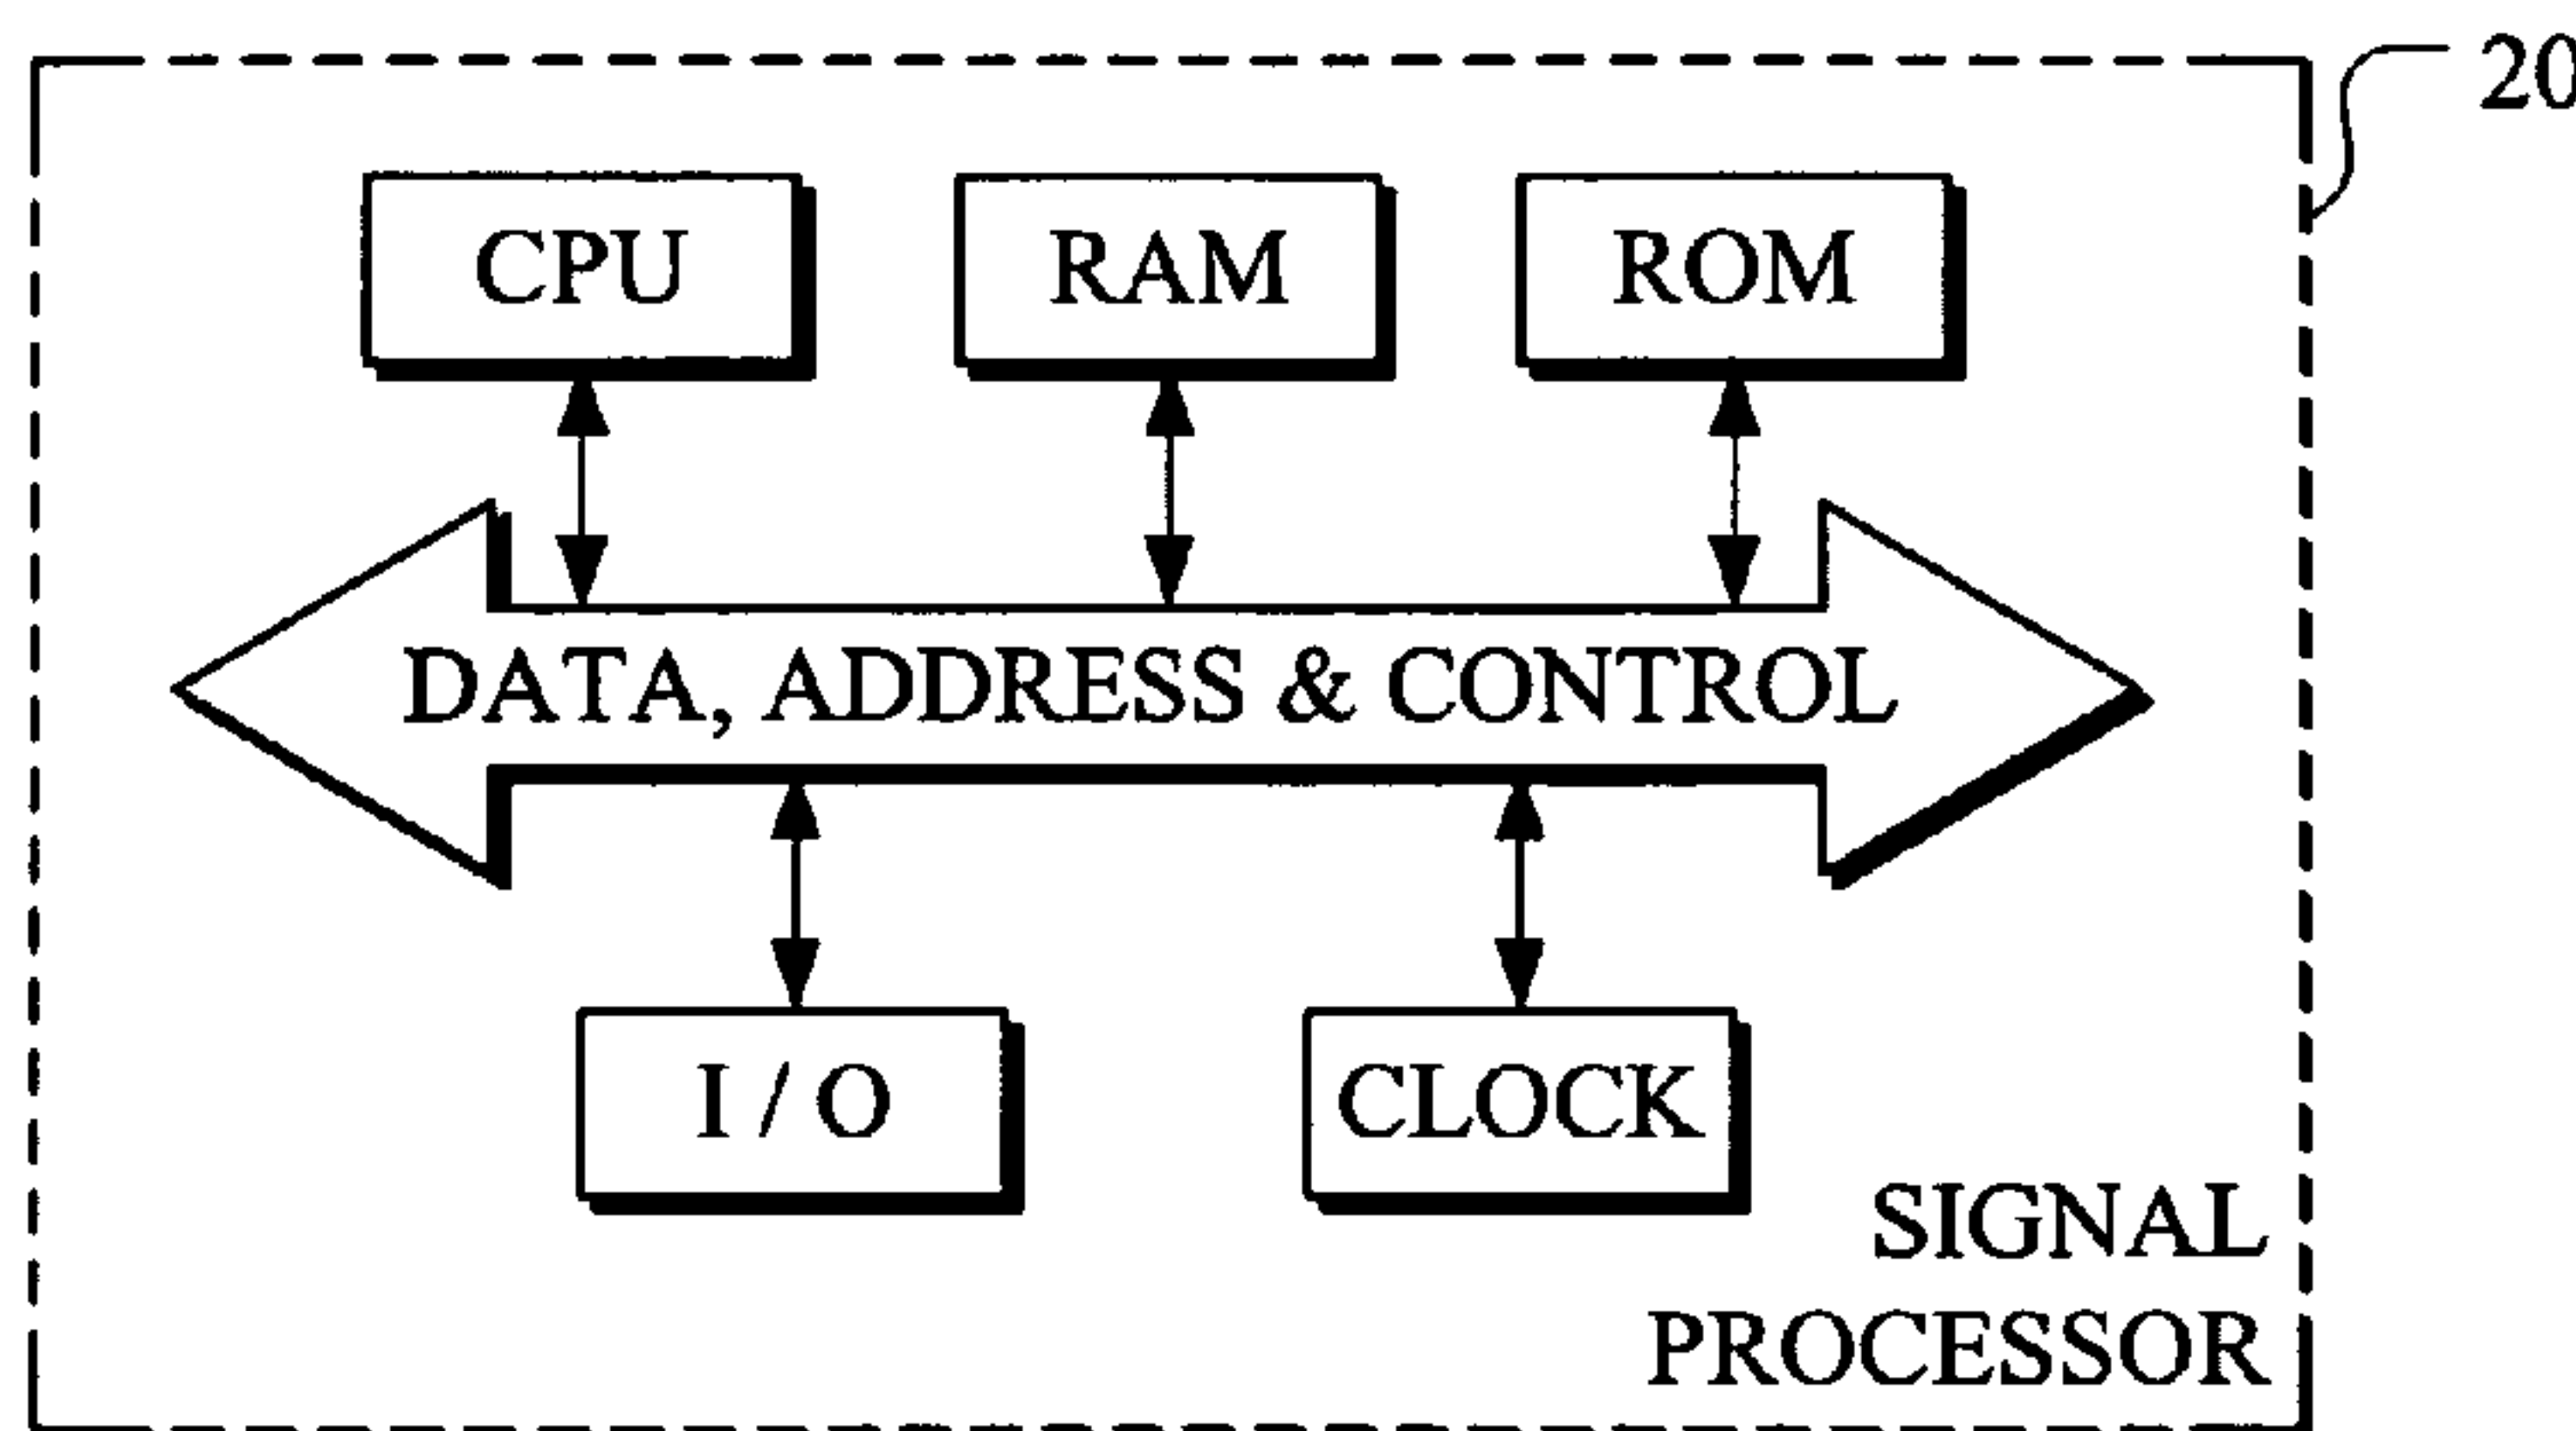 20
CPU
RAM
ROM
DATA, ADDRESS & CONTROL
I / O
CLOCK
SIGNAL
PROCESSOR